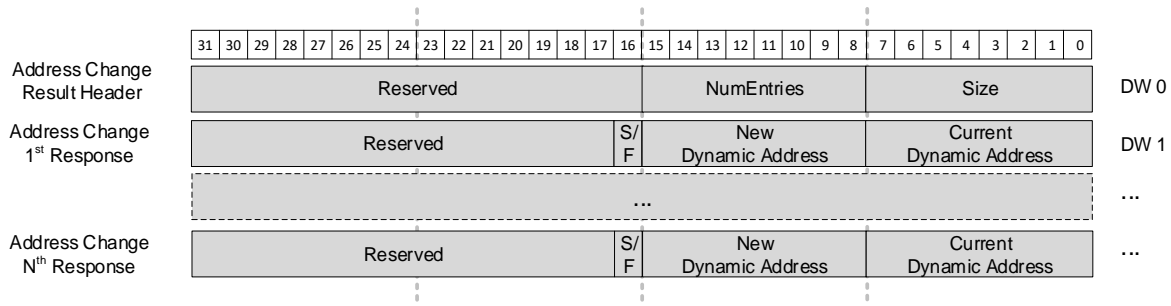 31 30 29 28 27 26 25 24 23 22 21 20 19 18 17 16 15 14 13 12 11 10 9 8 7 6 5 4 3 2 1 0
Address Change
Result Header
Reserved
NumEntries
Size
DW 0
Address Change
1st Response
Reserved
S/
F
New
Dynamic Address
Current
Dynamic Address
DW 1
...
...
Address Change
Nth Response
Reserved
S/
F
New
Dynamic Address
Current
Dynamic Address
...